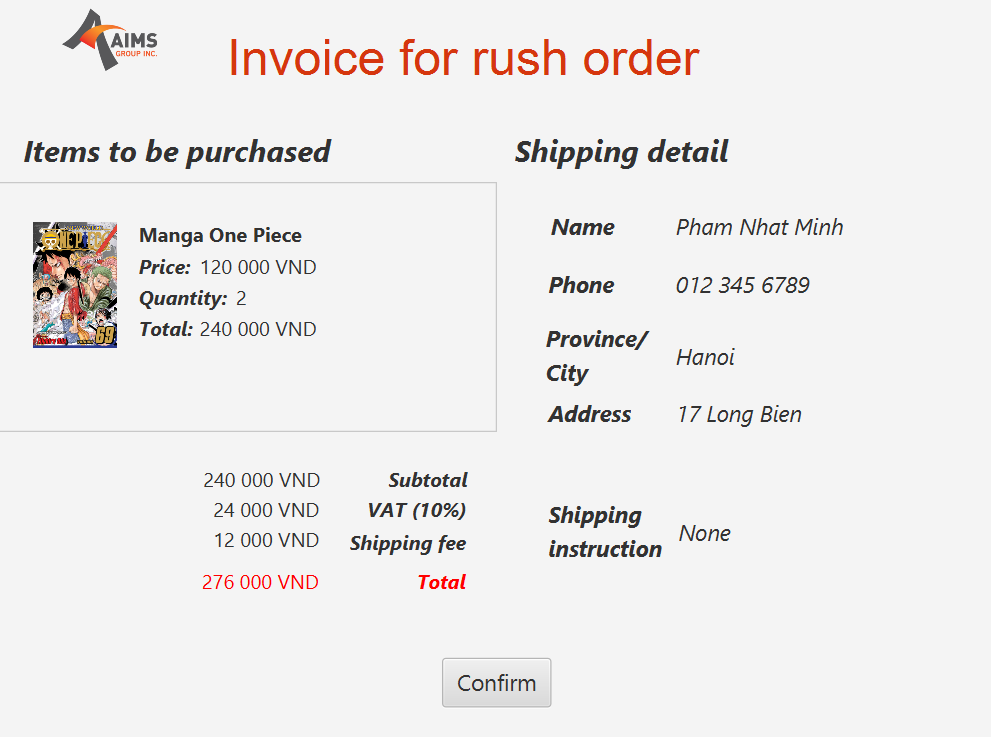 AIMS
GROUP INC.
Invoice for rush order
Items to be purchased
ONE PIECE
69
Manga One Piece
Price: 120 000 VND
Quantity: 2
Total: 240 000 VND
240 000 VND Subtotal
24 000 VND VAT (10%)
12 000 VND Shipping fee
276 000 VND Total
Shipping detail
Name Pham Nhat Minh
Phone 012 345 6789
Province/
City Hanoi
Address 17 Long Bien
Shipping
instruction None
Confirm